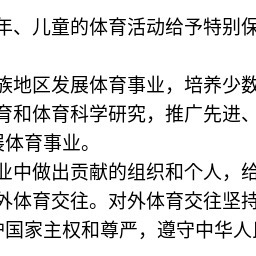 年、儿童的体育活动给予特别保
族地区发展体育事业，培养少数
育和体育科学研究，推广先进、
展体育事业。
业中做出贡献的组织和个人，给
外体育交往。对外体育交往坚持
护国家主权和尊严，遵守中华人